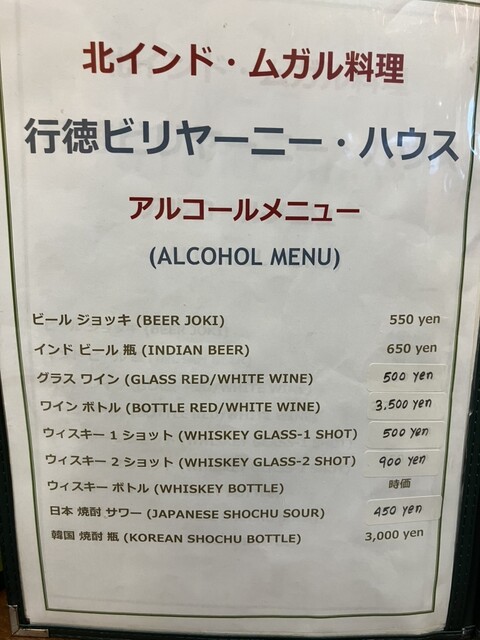 北インド・ムガル料理
行徳ビリヤーニー・ハウス
アルコールメニュー
(ALCOHOL MENU)
ビール ジョッキ (BEER JOKI) 550 yen
インド ビール 瓶 (INDIAN BEER) 650 yen
グラス ワイン (GLASS RED/WHITE WINE) 500 yen
ワイン ボトル (BOTTLE RED/WHITE WINE) 3,500 yen
ウィスキー 1 ショット (WHISKEY GLASS-1 SHOT) 500 yen
ウィスキー 2 ショット (WHISKEY GLASS-2 SHOT) 900 yen
ウィスキー ボトル (WHISKEY BOTTLE) 時価
日本 焼酎 サワー (JAPANESE SHOCHU SOUR) 450 yen
韓国 焼酎 瓶 (KOREAN SHOCHU BOTTLE) 3,000 yen